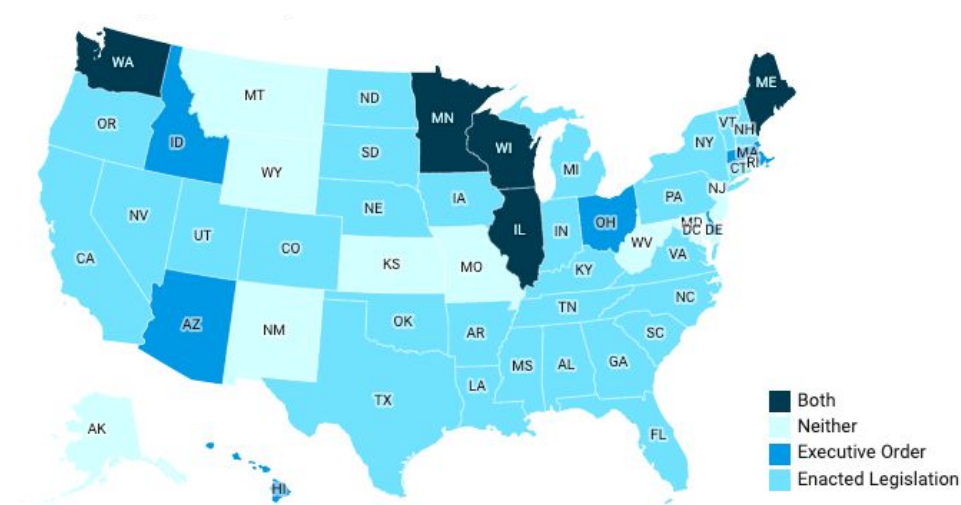 WA
ME
MT
ND
MN
VT
NH
OR
ID
WI
NY
MA
SD
MI
CT
RI
WY
IA
PA
NJ
NE
NV
OH
MD
IL
IN
DC
DE
UT
CO
WV
CA
KS
MO
VA
KY
NC
TN
AZ
NM
OK
AR
SC
MS
AL
GA
LA
TX
AK
FL
HI
Both
Neither
Executive Order
Enacted Legislation